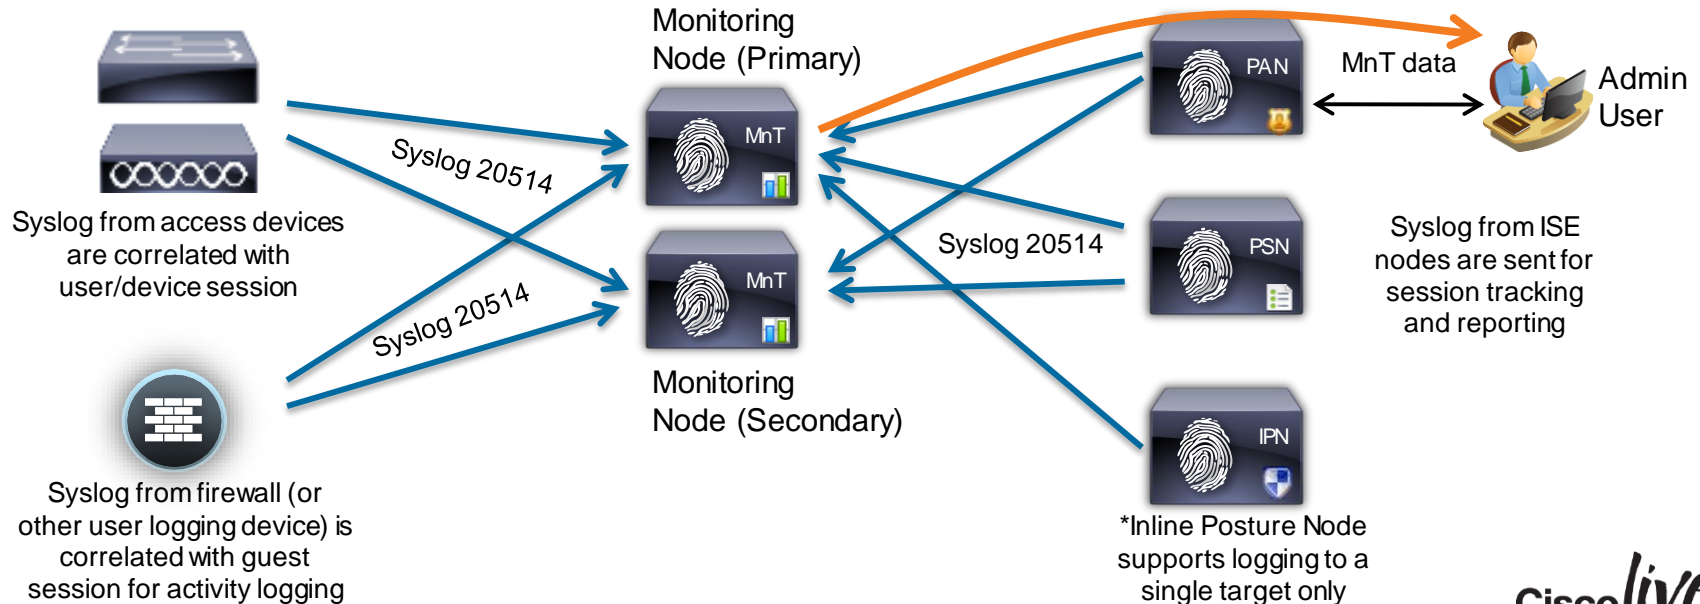 Monitoring
Node (Primary)
MnT
Syslog 20514
Syslog from access devices
are correlated with
user/device session
MnT
Syslog 20514
Monitoring
Node (Secondary)
Syslog from firewall (or
other user logging device) is
correlated with guest
session for activity logging
PAN
MnT data
Admin
User
Syslog 20514
PSN
Syslog from ISE
nodes are sent for
session tracking
and reporting
IPN
*Inline Posture Node
supports logging to a
single target only
Cisco live